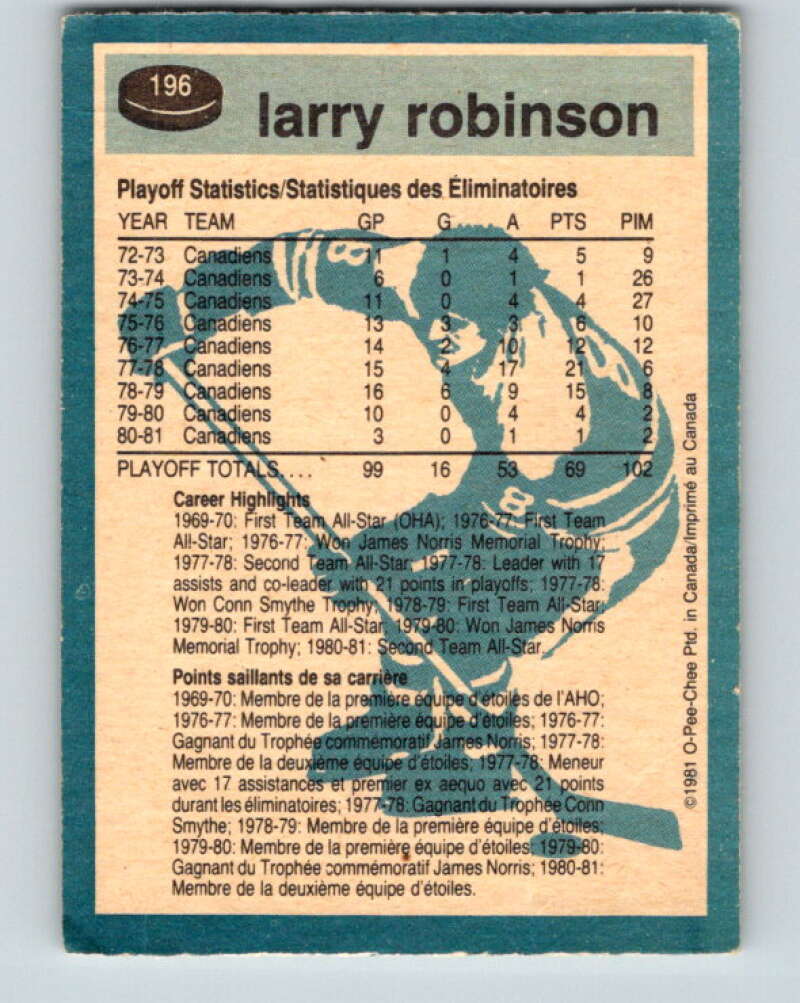 196
larry robinson
Playoff Statistics/Statistiques des Éliminatoires
YEAR TEAM GP G A PTS PIM
72-73 Canadiens 11 1 4 5 9
73-74 Canadiens 6 0 1 1 26
74-75 Canadiens 11 0 4 4 27
75-76 Canadiens 13 3 3 6 10
76-77 Canadiens 14 2 10 12 12
77-78 Canadiens 15 4 17 21 6
78-79 Canadiens 16 6 9 15 8
79-80 Canadiens 10 0 4 4 2
80-81 Canadiens 3 0 1 1 2
PLAYOFF TOTALS.... 99 16 53 69 102
Career Highlights
1969-70: First Team All-Star (OHA); 1976-77: First Team
All-Star; 1976-77: Won James Norris Memorial Trophy;
1977-78: Second Team All-Star; 1977-78: Leader with 17
assists and co-leader with 21 points in playoffs; 1977-78:
Won Conn Smythe Trophy; 1978-79: First Team All-Star;
1979-80: First Team All-Star; 1979-80: Won James Norris
Memorial Trophy; 1980-81: Second Team All-Star.
Points saillants de sa carrière
1969-70: Membre de la première équipe d'étoiles de l'AHO;
1976-77: Membre de la première équipe d'étoiles; 1976-77:
Gagnant du Trophée commémoratif James Norris; 1977-78:
Membre de la deuxième équipe d'étoiles; 1977-78: Meneur
avec 17 assistances et premier ex aequo avec 21 points
durant les éliminatoires; 1977-78: Gagnant du Trophée Conn
Smythe; 1978-79: Membre de la première équipe d'étoiles;
1979-80: Membre de la première équipe d'étoiles; 1979-80:
Gagnant du Trophée commémoratif James Norris; 1980-81:
Membre de la deuxième équipe d'étoiles.
©1981 O-Pee-Chee Ptd. in Canada/Imprimé au Canada